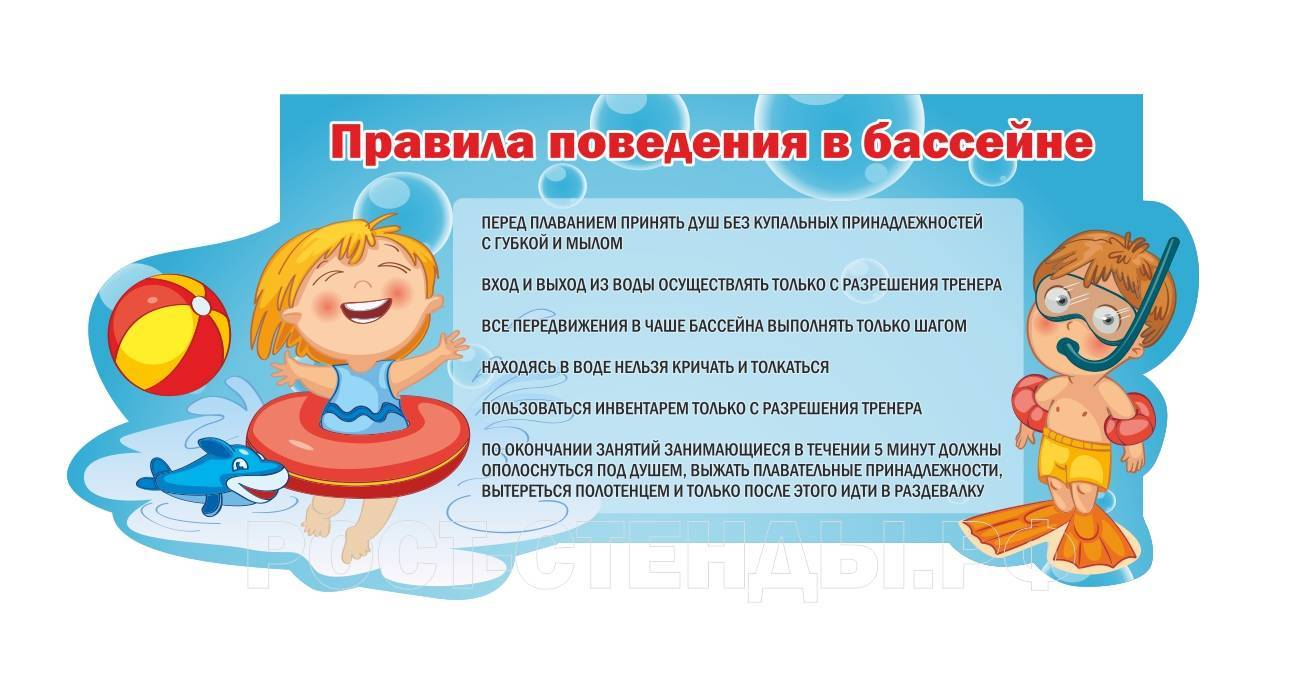 Правила поведения в бассейне
ПЕРЕД ПЛАВАНИЕМ ПРИНЯТЬ ДУШ БЕЗ КУПАЛЬНЫХ ПРИНАДЛЕЖНОСТЕЙ
С ГУБКОЙ И МЫЛОМ
ВХОД И ВЫХОД ИЗ ВОДЫ ОСУЩЕСТВЛЯТЬ ТОЛЬКО С РАЗРЕШЕНИЯ ТРЕНЕРА
ВСЕ ПЕРЕДВИЖЕНИЯ В ЧАШЕ БАССЕЙНА ВЫПОЛНЯТЬ ТОЛЬКО ШАГОМ
НАХОДЯСЬ В ВОДЕ НЕЛЬЗЯ КРИЧАТЬ И ТОЛКАТЬСЯ
ПОЛЬЗОВАТЬСЯ ИНВЕНТАРЕМ ТОЛЬКО С РАЗРЕШЕНИЯ ТРЕНЕРА
ПО ОКОНЧАНИИ ЗАНЯТИЙ ЗАНИМАЮЩИЕСЯ В ТЕЧЕНИИ 5 МИНУТ ДОЛЖНЫ
ОПОЛОСНУТЬСЯ ПОД ДУШЕМ, ВЫЖАТЬ ПЛАВАТЕЛЬНЫЕ ПРИНАДЛЕЖНОСТИ,
ВЫТЕРЕТЬСЯ ПОЛОТЕНЦЕМ И ТОЛЬКО ПОСЛЕ ЭТОГО ИДТИ В РАЗДЕВАЛКУ
РОСТ-СТЕНДЫ.РФ